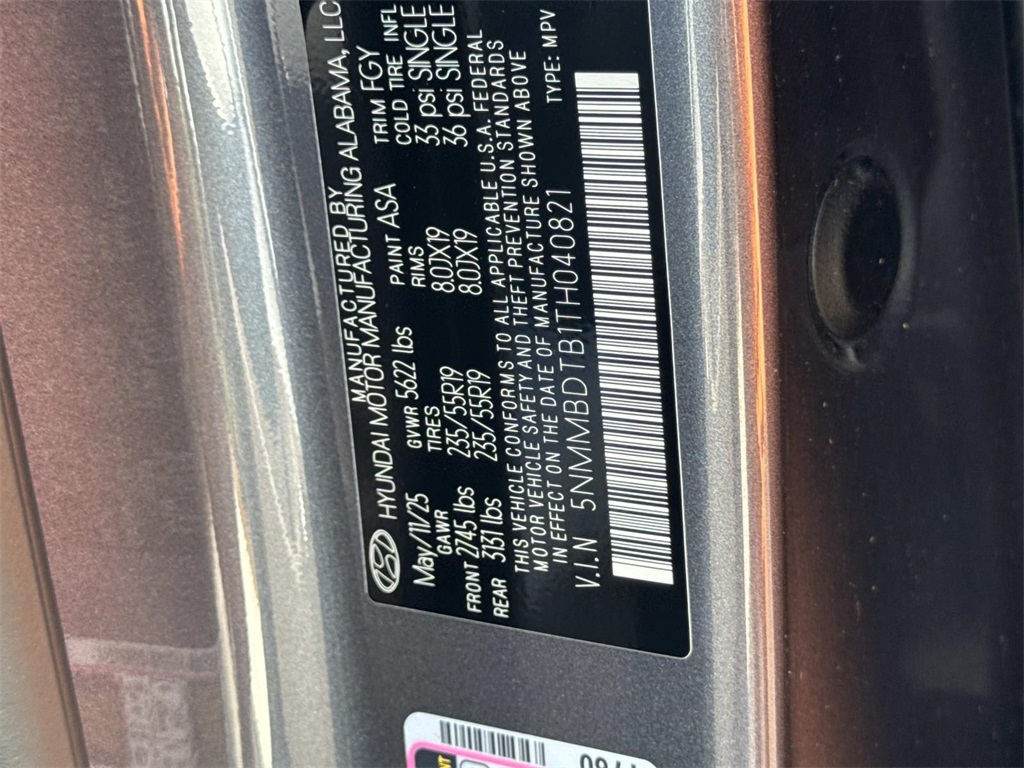 MANUFACTURED BY
HYUNDAI MOTOR MANUFACTURING ALABAMA, LLC
May/11/25 GVWR 5622 lbs PAINT ASA TRIM FGY
GAWR TIRES RIMS COLD TIRE INFL
FRONT 2745 lbs 235/55R19 8.0JX19 33 psi SINGLE
REAR 3131 lbs 235/55R19 8.0JX19 36 psi SINGLE
THIS VEHICLE CONFORMS TO ALL APPLICABLE U.S.A. FEDERAL
MOTOR VEHICLE SAFETY AND THEFT PREVENTION STANDARDS
IN EFFECT ON THE DATE OF MANUFACTURE SHOWN ABOVE
V.I.N 5NMMBDTB1TH040821 TYPE: MPV